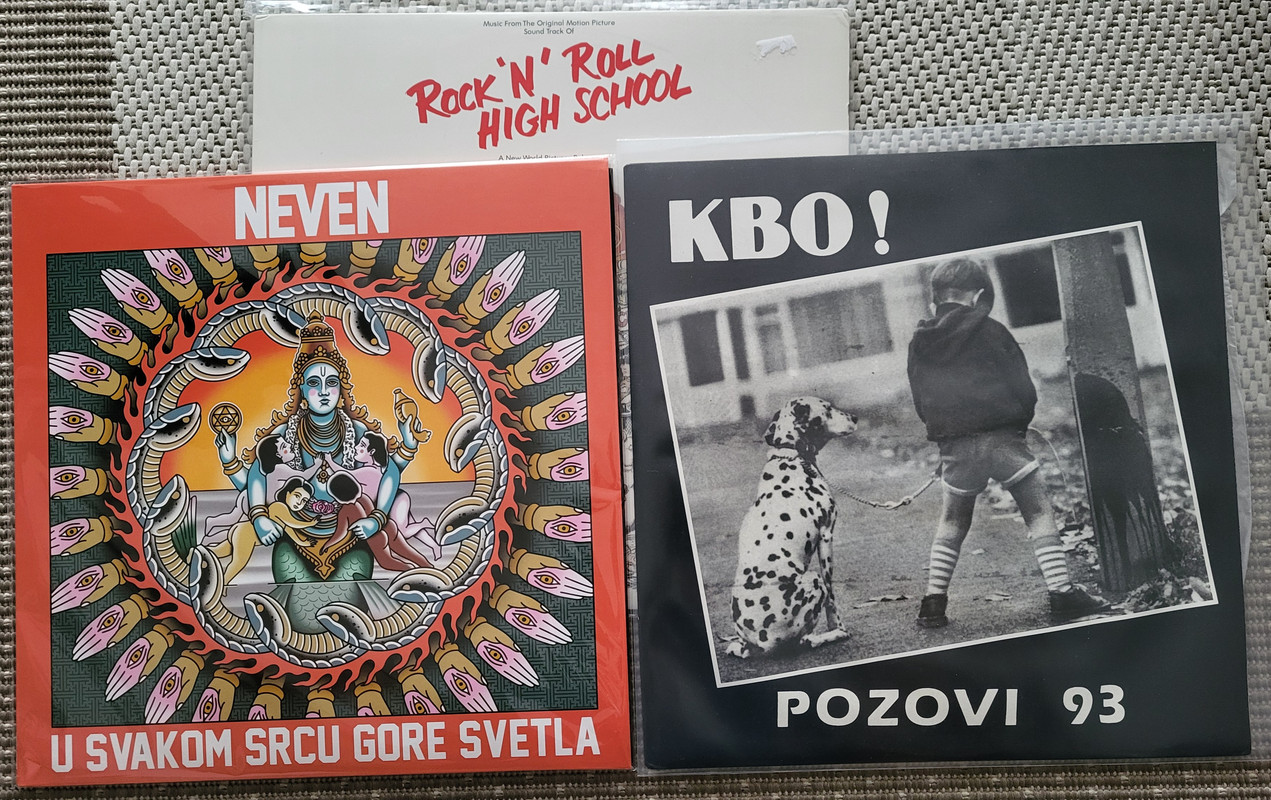 Music From The Original Motion Picture
Sound Track Of
ROCK 'N' ROLL
HIGH SCHOOL
NEVEN
U SVAKOM SRCU GORE SVETLA
KBO!
POZOVI 93